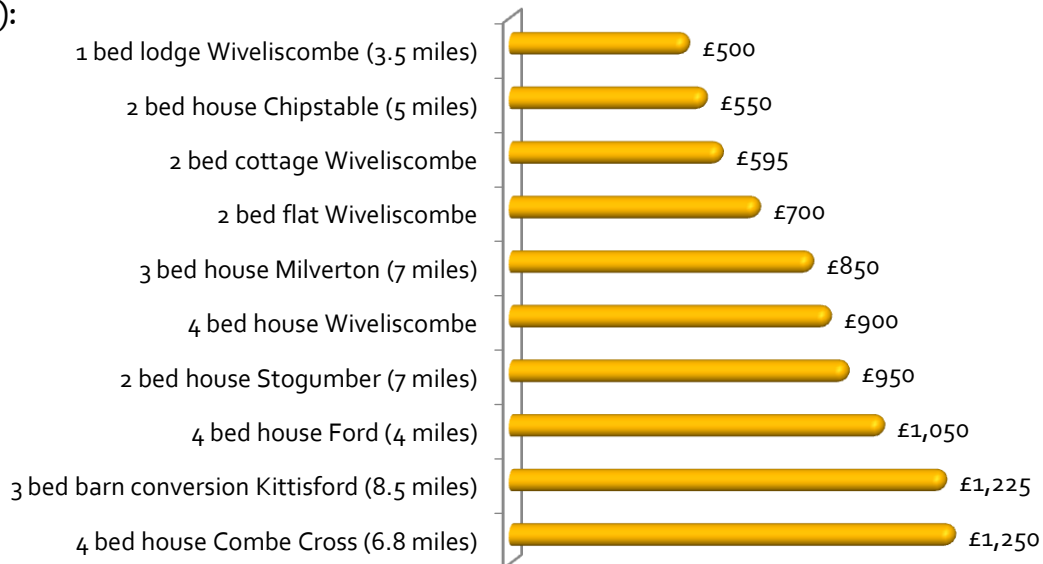 ):
1 bed lodge Wiveliscombe (3.5 miles) £500
2 bed house Chipstable (5 miles) £550
2 bed cottage Wiveliscombe £595
2 bed flat Wiveliscombe £700
3 bed house Milverton (7 miles) £850
4 bed house Wiveliscombe £900
2 bed house Stogumber (7 miles) £950
4 bed house Ford (4 miles) £1,050
3 bed barn conversion Kittisford (8.5 miles) £1,225
4 bed house Combe Cross (6.8 miles) £1,250